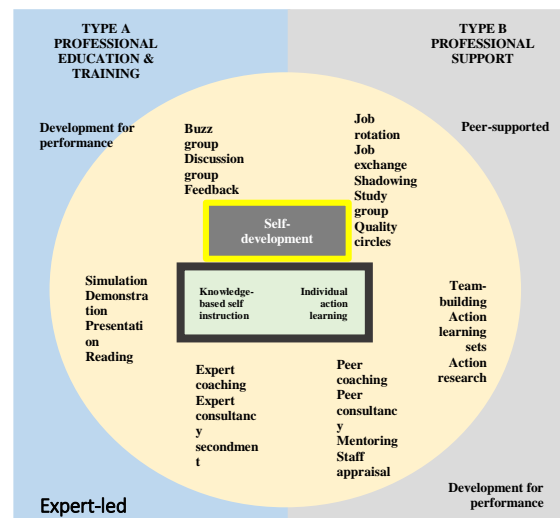 TYPE A
PROFESSIONAL
EDUCATION &
TRAINING
TYPE B
PROFESSIONAL
SUPPORT
Development for
performance
Peer-supported
Buzz
group
Discussion
group
Feedback
Job
rotation
Job
exchange
Shadowing
Study
group
Quality
circles
Self-
development
Knowledge-
based self
instruction
Individual
action
learning
Simulation
Demonstra
tion
Presentati
on
Reading
Team-
building
Action
learning
sets
Action
research
Expert
coaching
Expert
consultanc
y
secondmen
t
Peer
coaching
Peer
consultanc
y
Mentoring
Staff
appraisal
Expert-led
Development for
performance